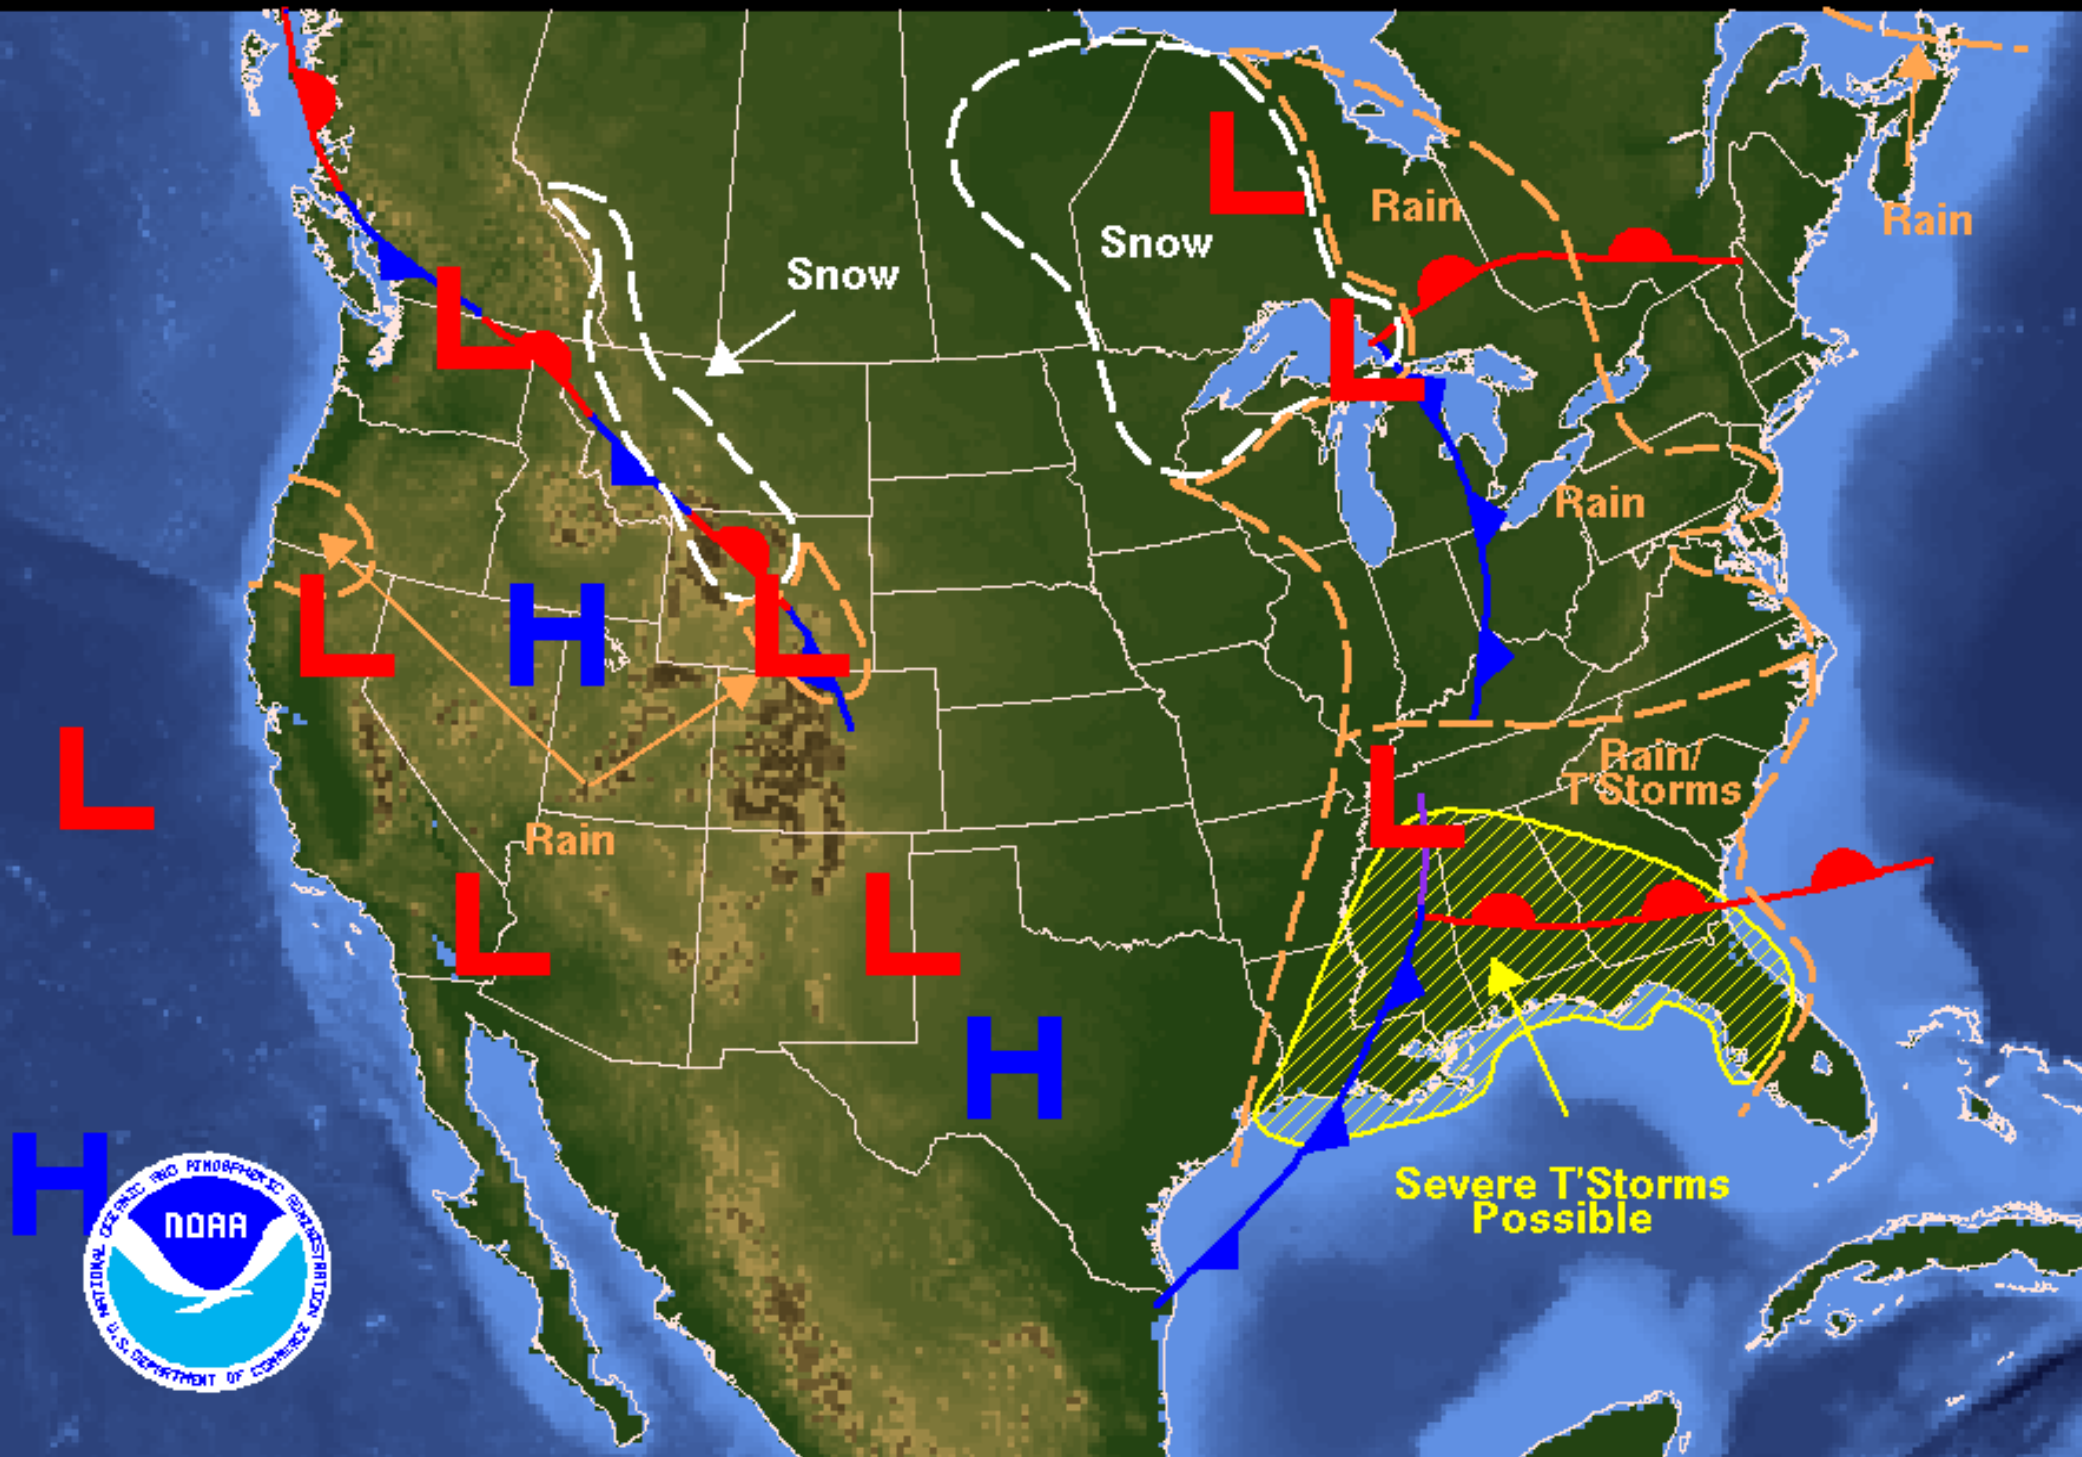 L
Rain
Snow
Rain
Snow
L
L
L
Rain
L
H
L
L
Rain/
T'Storms
L
L
Rain
L
L
H
H
Severe T'Storms
Possible
NOAA
NATIONAL OCEANIC AND ATMOSPHERIC ADMINISTRATION
U.S. DEPARTMENT OF COMMERCE